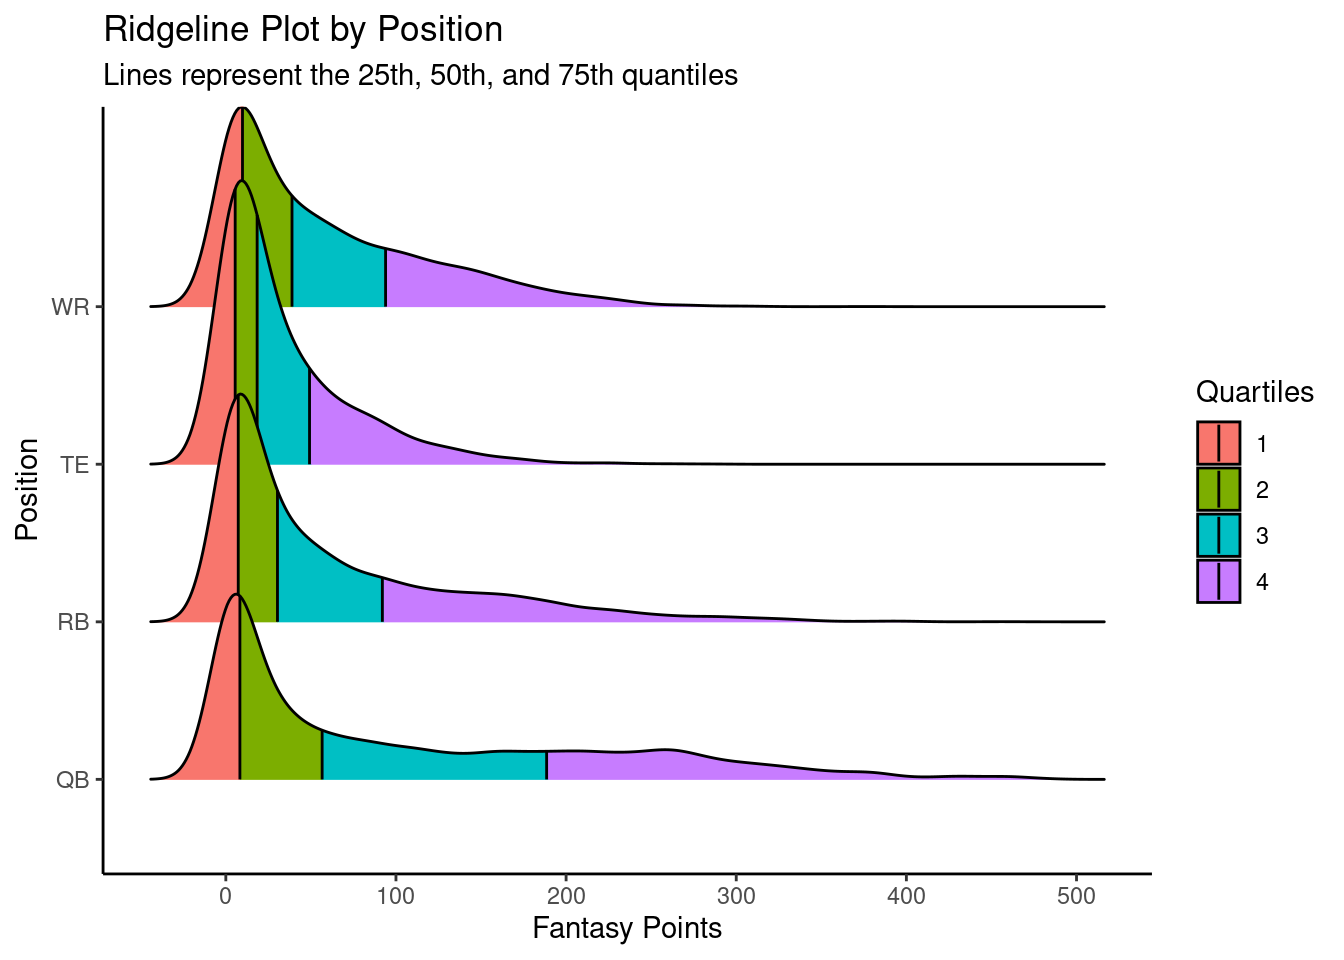 Ridgeline Plot by Position
Lines represent the 25th, 50th, and 75th quantiles
Position
WR
TE
RB
QB
0 100 200 300 400 500
Fantasy Points
Quartiles
1
2
3
4